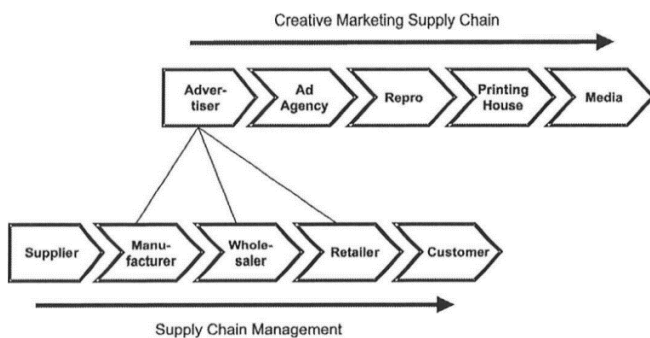 Creative Marketing Supply Chain
Adver-
tiser
Ad
Agency
Repro
Printing
House
Media
Supplier
Manu-
facturer
Whole-
saler
Retailer
Customer
Supply Chain Management